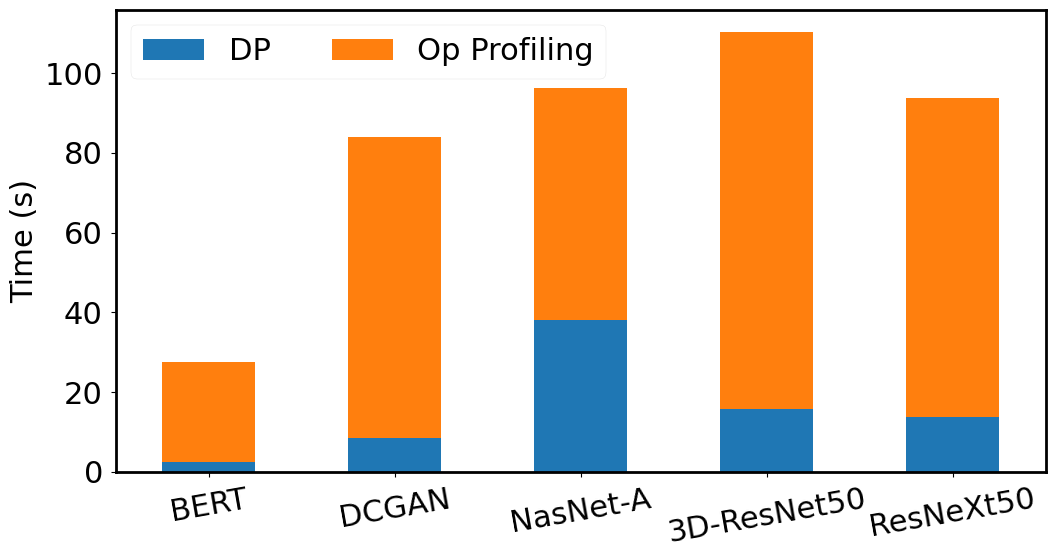 DP
Op Profiling
Time (s)
100
80
60
40
20
0
BERT
DCGAN
NasNet-A
3D-ResNet50
ResNeXt50